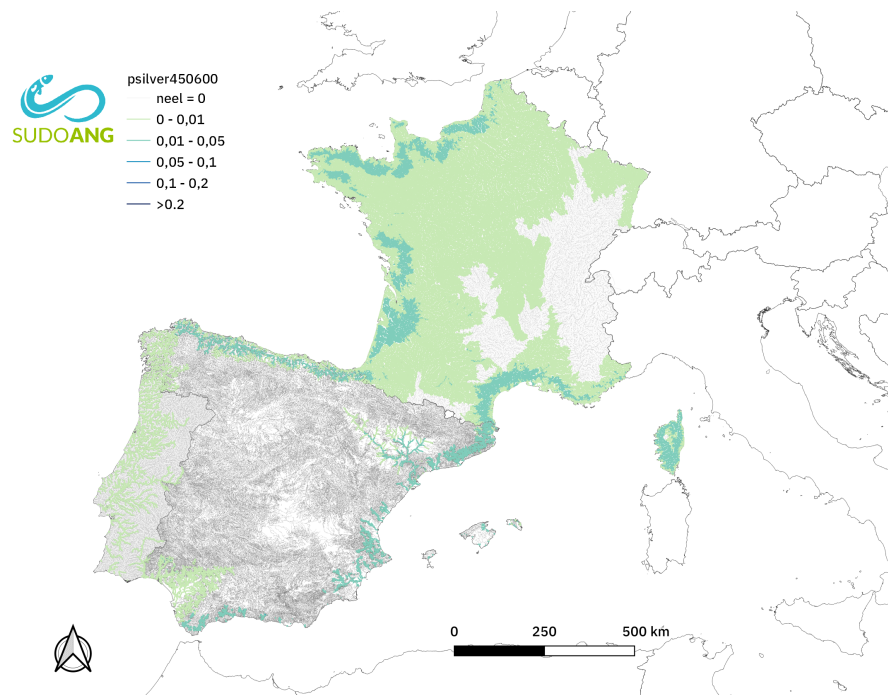 psilver450600
neel = 0
0 - 0,01
0,01 - 0,05
0,05 - 0,1
0,1 - 0,2
>0.2
SUDOANG
0
250
500 km